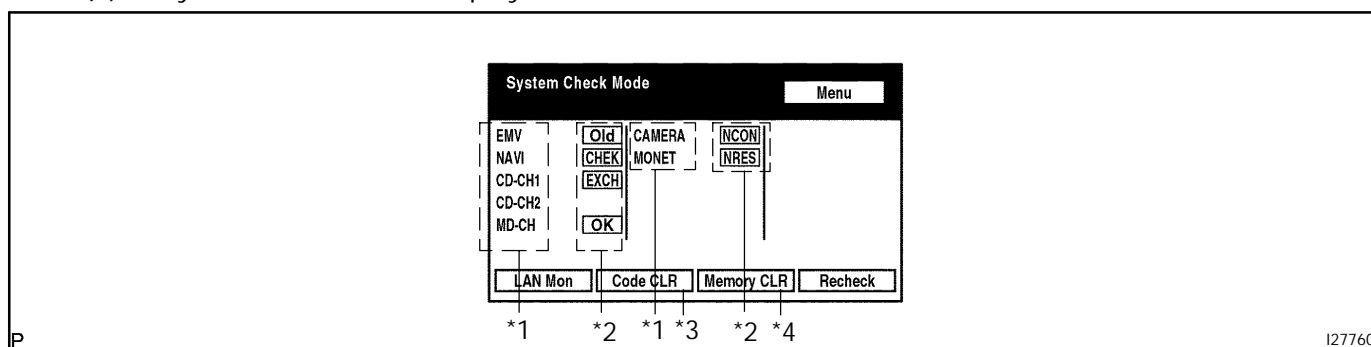 System Check Mode
Menu
EMV Old CAMERA NCON
NAVI CHEK MONET NRES
CD-CH1 EXCH
CD-CH2
MD-CH OK
LAN Mon Code CLR Memory CLR Recheck
*1 *2 *1 *3 *2 *4
P
I27760